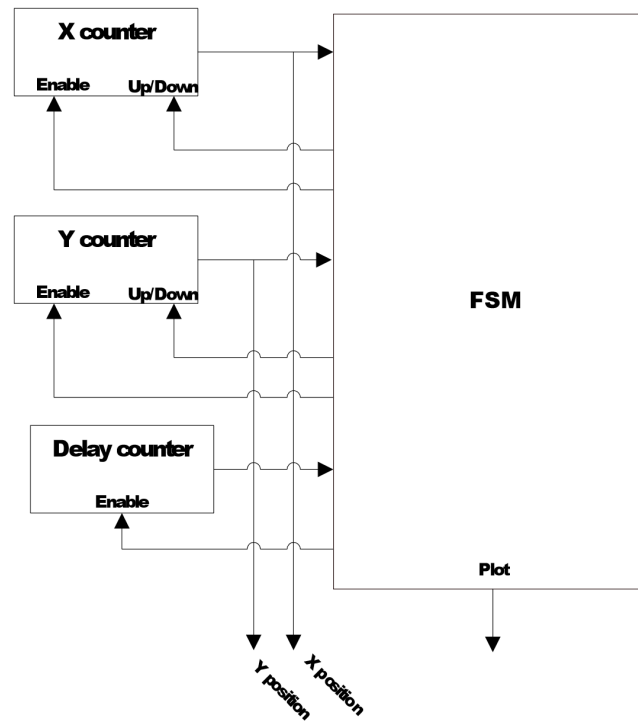 X counter
Enable
Up/Down
Y counter
Enable
Up/Down
FSM
Delay counter
Enable
Plot
Y position
X position